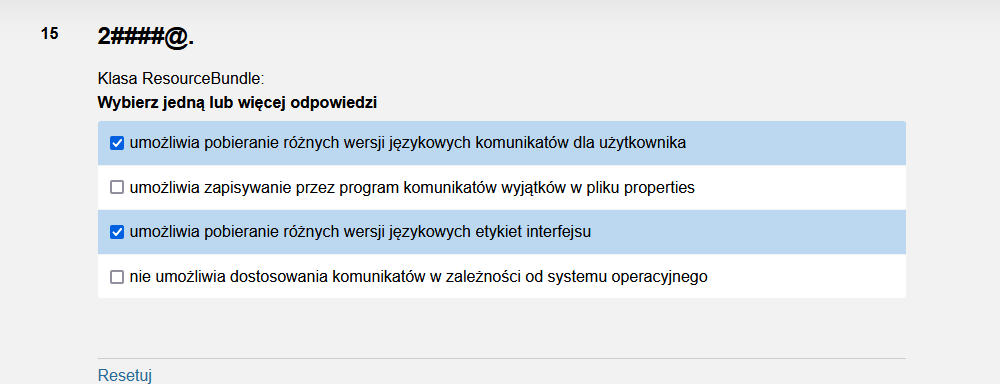 15
2####@.
Klasa ResourceBundle:
Wybierz jedną lub więcej odpowiedzi
umożliwia pobieranie różnych wersji językowych komunikatów dla użytkownika
umożliwia zapisywanie przez program komunikatów wyjątków w pliku properties
umożliwia pobieranie różnych wersji językowych etykiet interfejsu
nie umożliwia dostosowania komunikatów w zależności od systemu operacyjnego
Resetuj